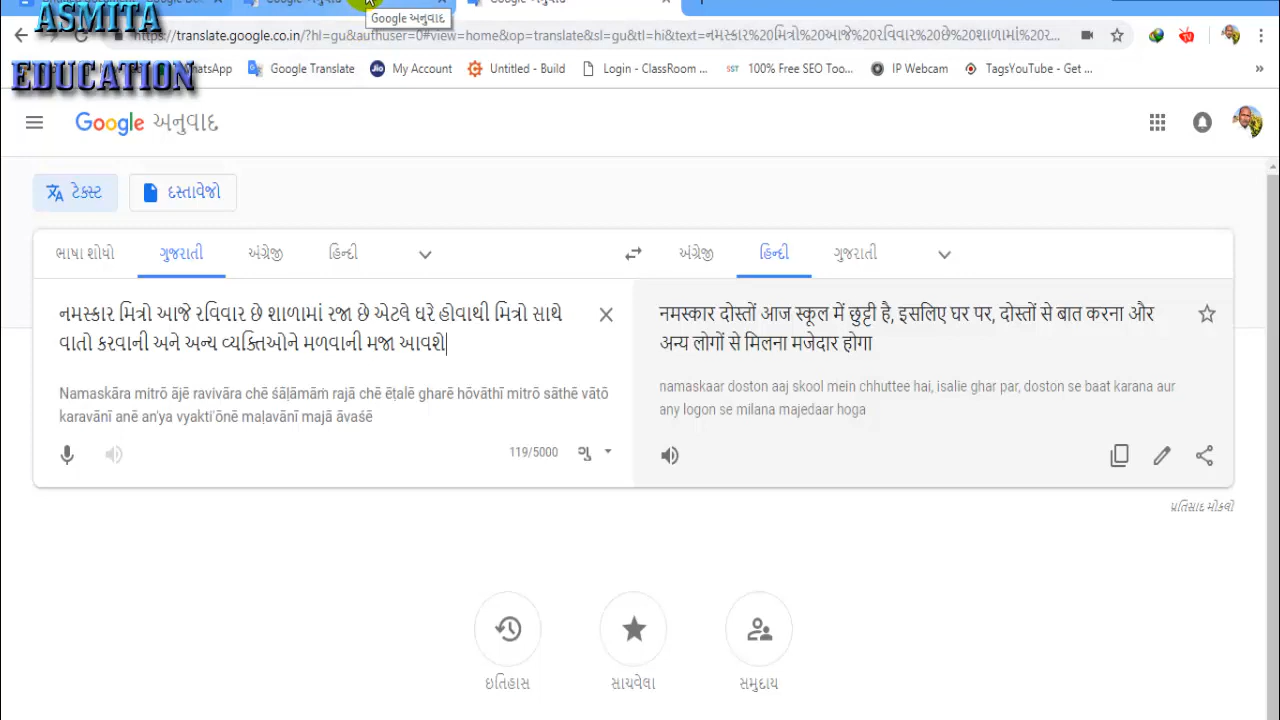 ASMITA
EDUCATION
Google અનુવાદ
https://translate.google.co.in/?hl=gu&authuser=0#view=home&op=translate&sl=gu&tl=hi&text=નમસ્કાર%20મિત્રો%20આજે%20રવિવાર%20છે%20શાળામાં%20ર...
Google Translate
My Account
Untitled - Build
Login - ClassRoom ...
SST 100% Free SEO Too...
IP Webcam
TagsYouTube - Get ...
»
Google અનુવાદ
ટેક્સ્ટ
દસ્તાવેજો
ભાષા શોધો ગુજરાતી અંગ્રેજી હિન્દી
અંગ્રેજી હિન્દી ગુજરાતી
નમસ્કાર મિત્રો આજે રવિવાર છે શાળામાં રજા છે એટલે ઘરે હોવાથી મિત્રો સાથે
વાતો કરવાની અને અન્ય વ્યક્તિઓને મળવાની મજા આવશે
Namaskāra mitrō ājē ravivāra chē śāḷāmāṁ rajā chē ēṭalē gharē hōvāthī mitrō sāthē vātō
karavānī anē an'ya vyakti'ōnē maḷavānī majā āvaśē
119/5000
ગુ
नमस्कार दोस्तों आज स्कूल में छुट्टी है, इसलिए घर पर, दोस्तों से बात करना और
अन्य लोगों से मिलना मजेदार होगा
namaskaar doston aaj skool mein chhuttee hai, isalie ghar par, doston se baat karana aur
any logon se milana majedaar hoga
પ્રતિસાદ મોકલો
ઇતિહાસ
સાચવેલા
સમુદાય